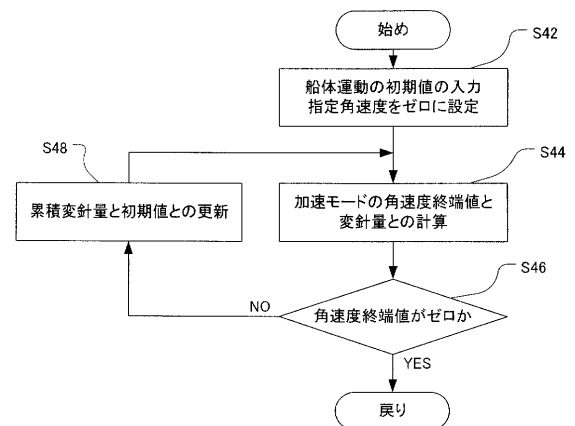 始め
S42
船体運動の初期値の入力
指定角速度をゼロに設定
S48
累積変針量と初期値との更新
S44
加速モードの角速度終端値と
変針量との計算
S46
角速度終端値がゼロか
NO
YES
戻り